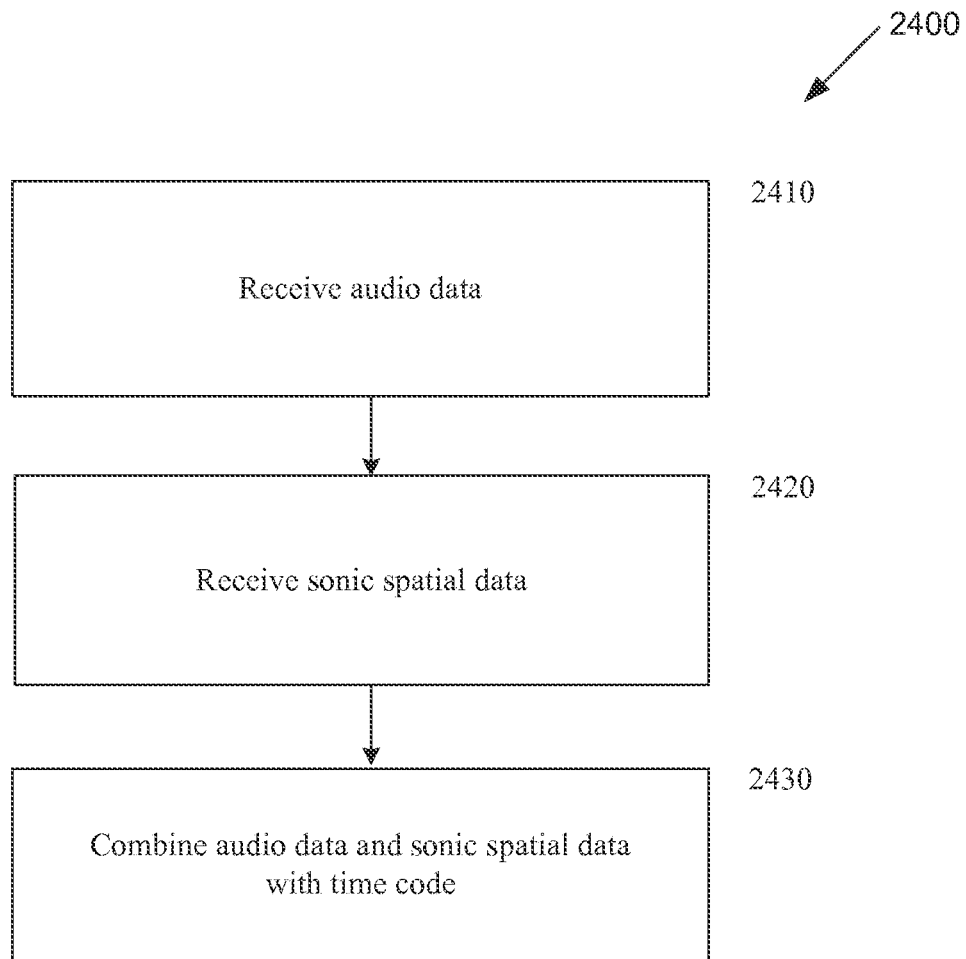 2400
2410
Receive audio data
2420
Receive sonic spatial data
2430
Combine audio data and sonic spatial data
with time code